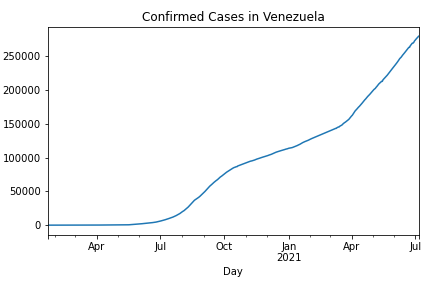 Confirmed Cases in Venezuela
250000
200000
150000
100000
50000
0
Apr Jul Oct Jan Apr Jul
2021
Day